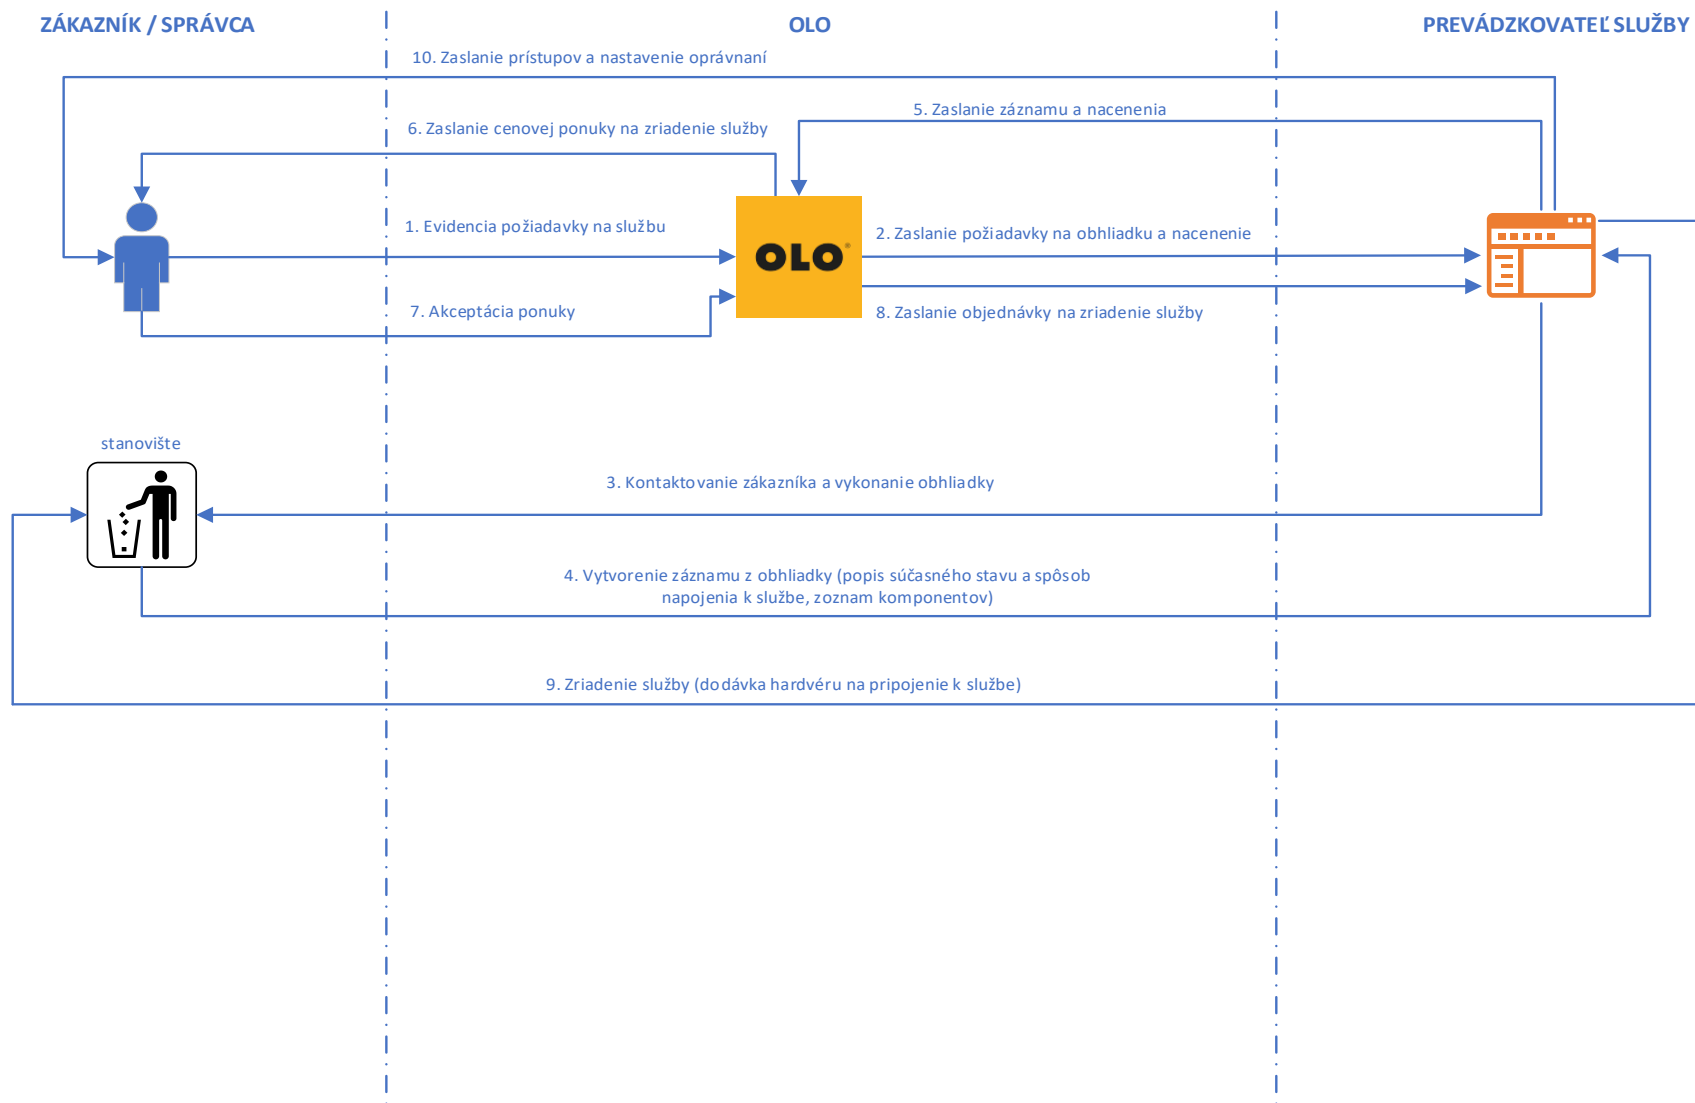 ZÁKAZNÍK / SPRÁVCA
OLO
PREVÁDZKOVATEĽ SLUŽBY
10. Zaslanie prístupov a nastavenie oprávnaní
5. Zaslanie záznamu a nacenenia
6. Zaslanie cenovej ponuky na zriadenie služby
1. Evidencia požiadavky na službu
2. Zaslanie požiadavky na obhliadku a nacenenie
OLO®
7. Akceptácia ponuky
8. Zaslanie objednávky na zriadenie služby
stanovište
3. Kontaktovanie zákazníka a vykonanie obhliadky
4. Vytvorenie záznamu z obhliadky (popis súčasného stavu a spôsob
napojenia k službe, zoznam komponentov)
9. Zriadenie služby (dodávka hardvéru na pripojenie k službe)